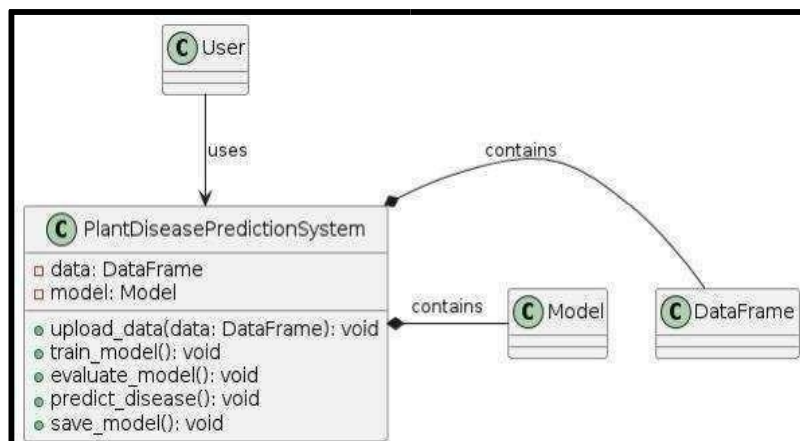 C User
uses
contains
C PlantDiseasePredictionSystem
data: DataFrame
model: Model
contains
C Model
C DataFrame
upload_data(data: DataFrame): void
train_model(): void
evaluate_model(): void
predict_disease(): void
save_model(): void